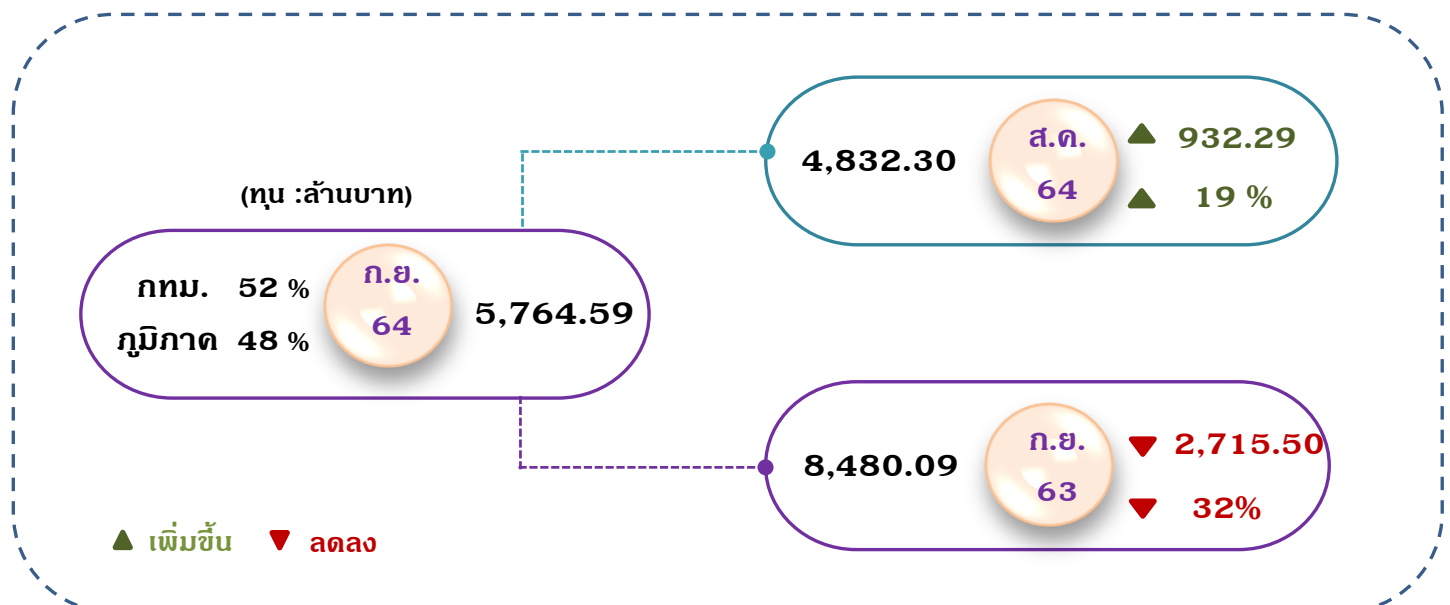 (ทุน :ล้านบาท)
กทม. 52 %
ภูมิภาค 48 %
ก.ย.
64
5,764.59
4,832.30
ส.ค.
64
▲ 932.29
▲ 19 %
8,480.09
ก.ย.
63
▼ 2,715.50
▼ 32%
▲ เพิ่มขึ้น ▼ ลดลง